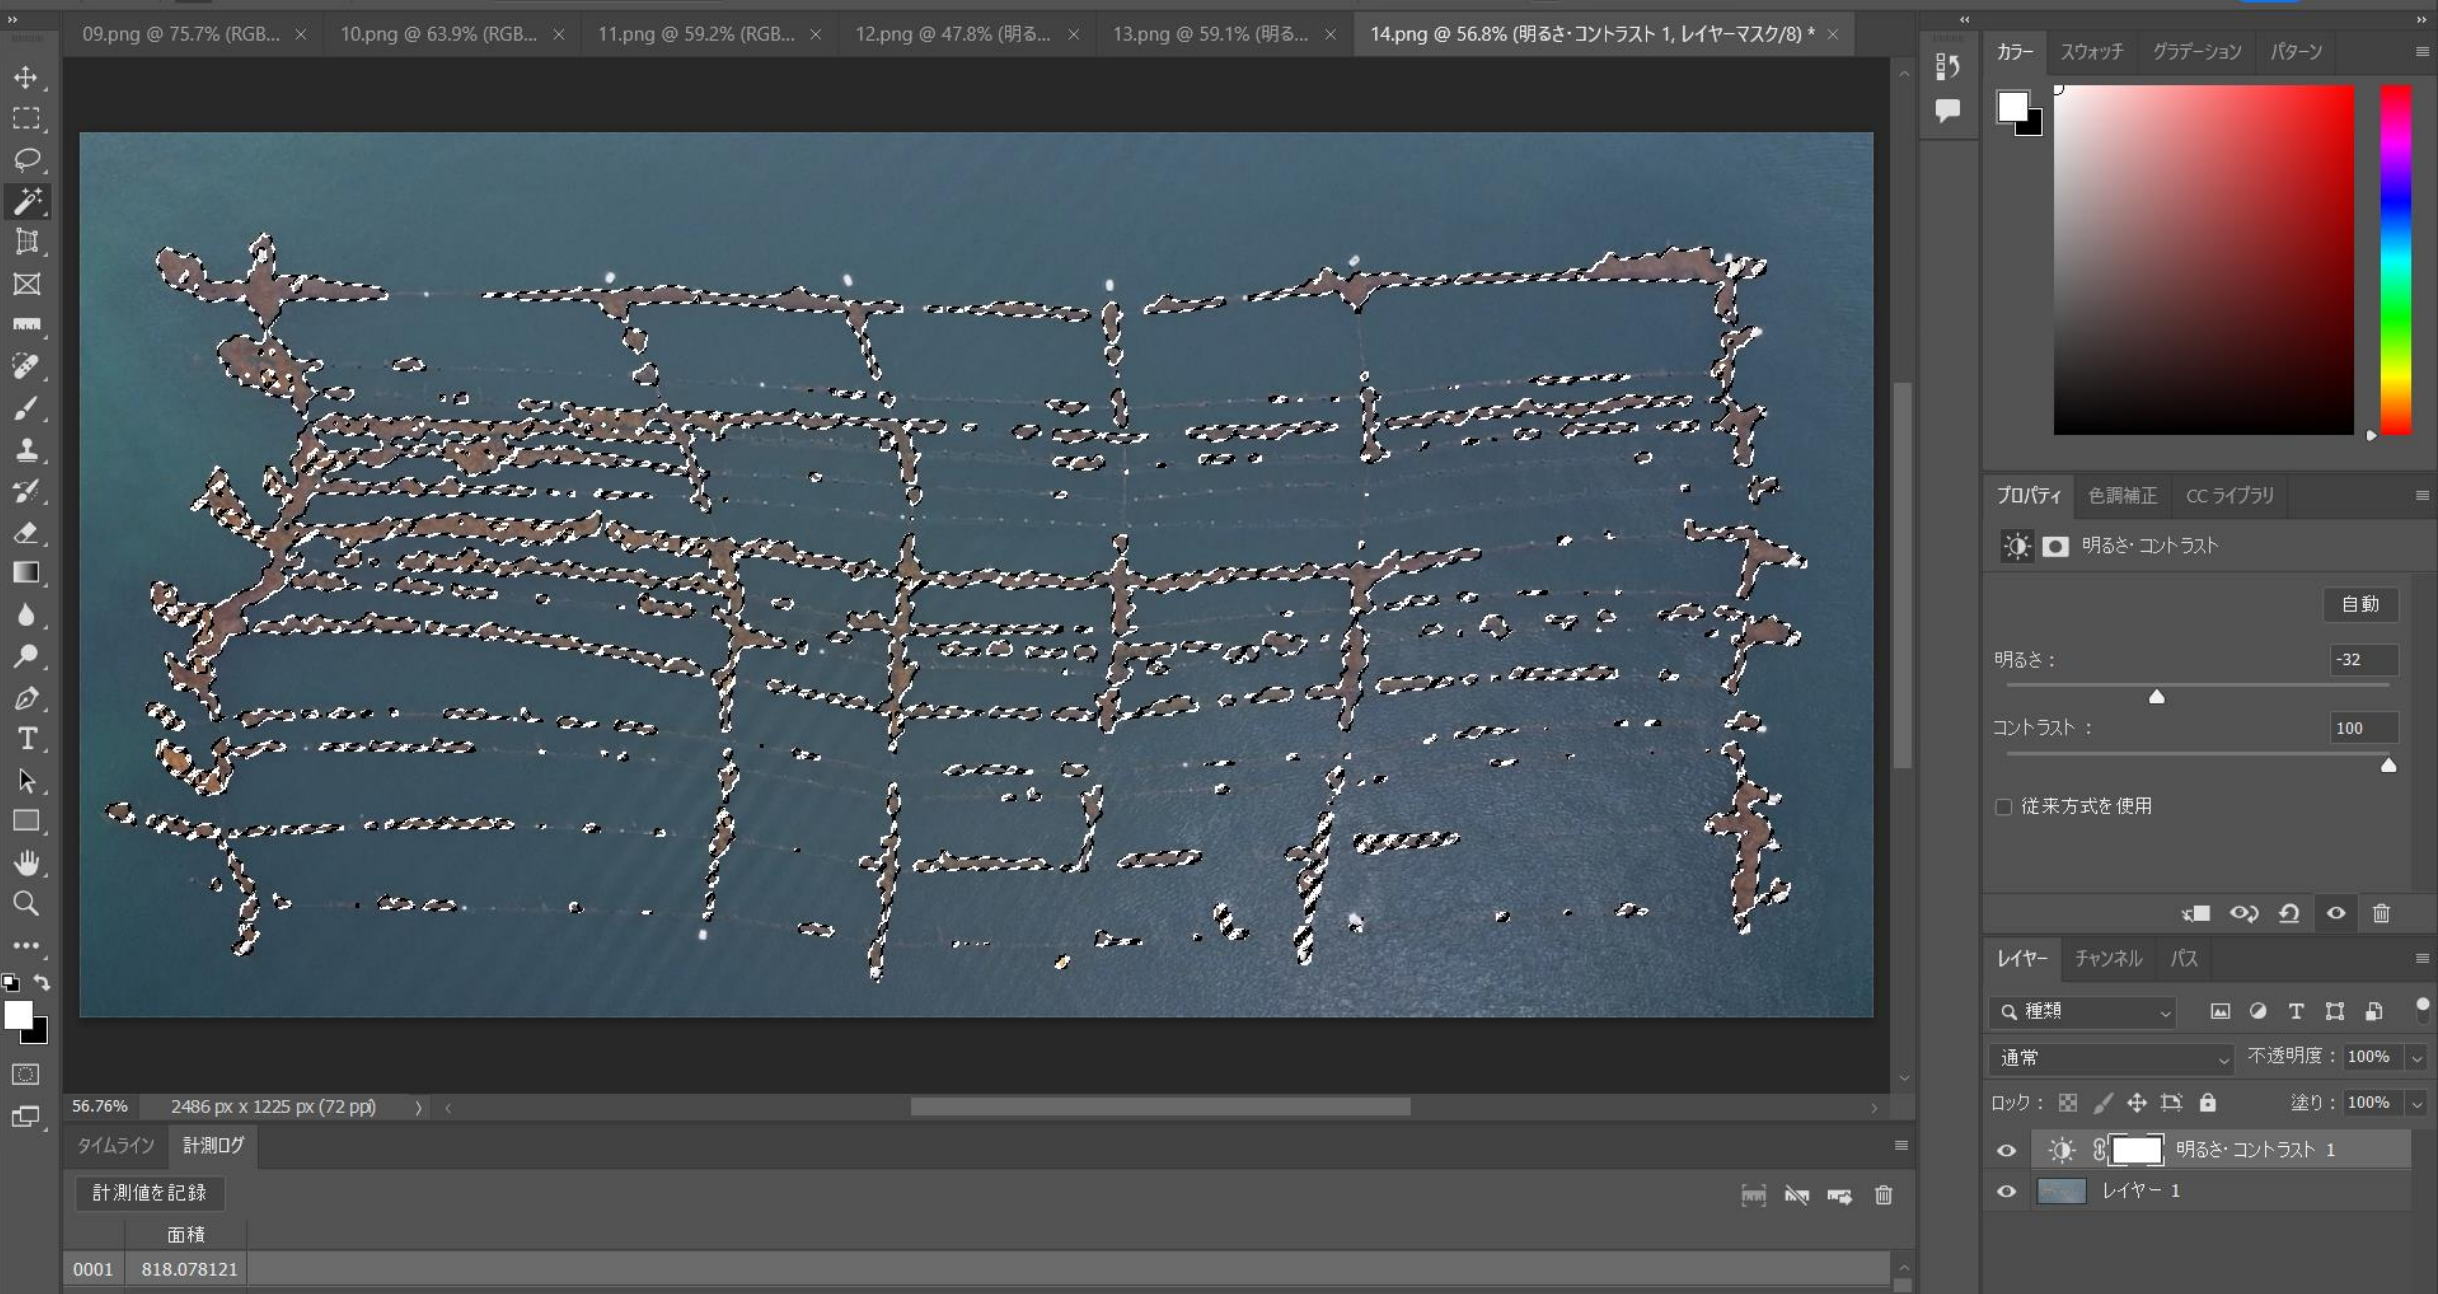 09.png @ 75.7% (RGB...
10.png @ 63.9% (RGB...
11.png @ 59.2% (RGB...
12.png @ 47.8% (明る...
13.png @ 59.1% (明る...
14.png @ 56.8% (明るさ・コントラスト 1, レイヤーマスク/8) *
カラー スウォッチ グラデーション パターン
プロパティ 色調補正 CC ライブラリ
明るさ・コントラスト
自動
明るさ : -32
コントラスト : 100
従来方式を使用
レイヤー チャンネル パス
種類
通常 不透明度 : 100%
ロック : 塗り : 100%
明るさ・コントラスト 1
レイヤー 1
56.76% 2486 px x 1225 px (72 ppi)
タイムライン 計測ログ
計測値を記録
面積
0001 818.078121